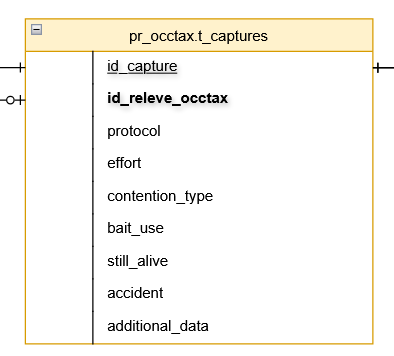 pr_occtax.t_captures
id_capture
id_releve_occtax
protocol
effort
contention_type
bait_use
still_alive
accident
additional_data